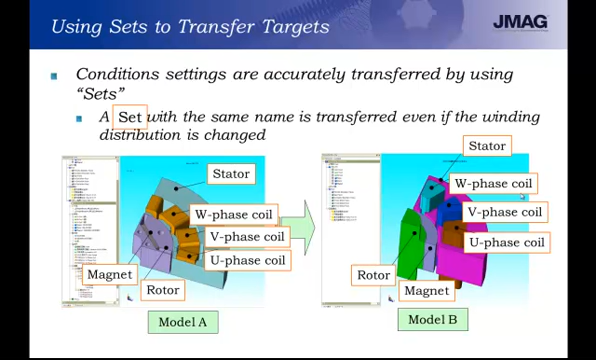 Using Sets to Transfer Targets
JMAG
Conditions settings are accurately transferred by using
“Sets”
A Set with the same name is transferred even if the winding
distribution is changed
Stator
W-phase coil
V-phase coil
U-phase coil
Magnet
Rotor
Model A
Stator
W-phase coil
V-phase coil
U-phase coil
Rotor
Magnet
Model B